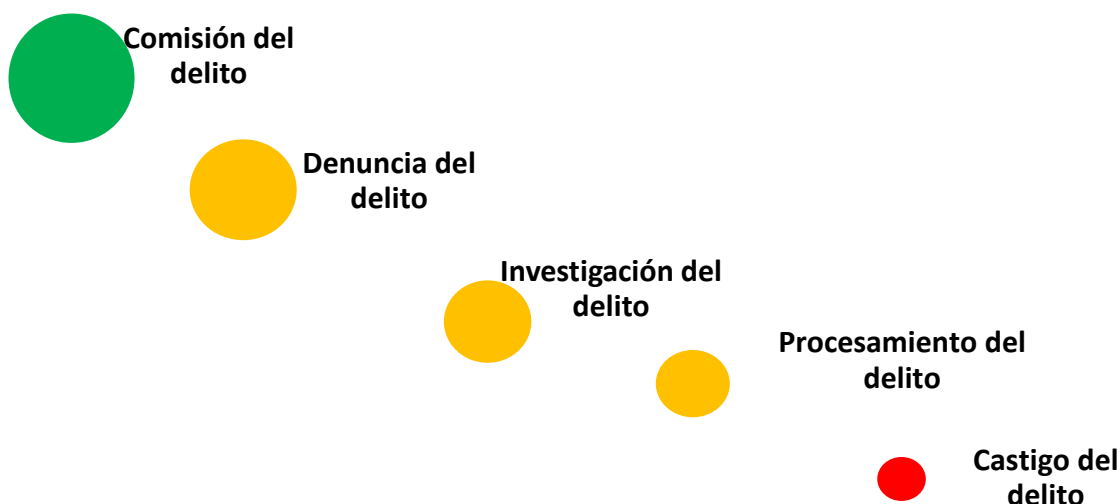 Comisión del
delito
Denuncia del
delito
Investigación del
delito
Procesamiento del
delito
Castigo del
delito